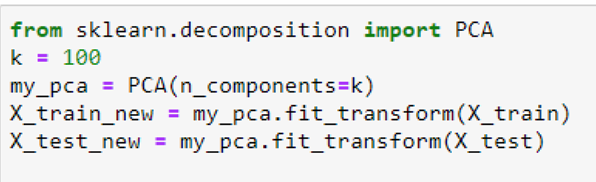 from sklearn.decomposition import PCA
k = 100
my_pca = PCA(n_components=k)
X_train_new = my_pca.fit_transform(X_train)
X_test_new = my_pca.fit_transform(X_test)